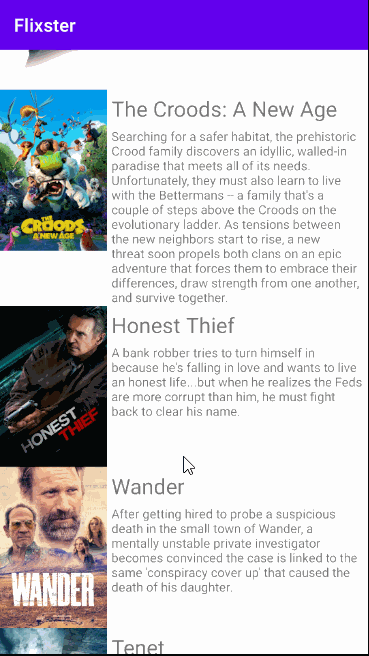 Flixster
The Croods: A New Age
Searching for a safer habitat, the prehistoric
Crood family discovers an idyllic, walled-in
paradise that meets all of its needs.
Unfortunately, they must also learn to live
with the Bettermans – a family that's a
couple of steps above the Croods on the
evolutionary ladder. As tensions between
the new neighbors start to rise, a new
threat soon propels both clans on an epic
adventure that forces them to embrace their
differences, draw strength from one another,
and survive together.
THE
CROODS
A NEW AGE
Honest Thief
A bank robber tries to turn himself in
because he's falling in love and wants to live
an honest life...but when he realizes the Feds
are more corrupt than him, he must fight
back to clear his name.
HONEST
THIEF
Wander
After getting hired to probe a suspicious
death in the small town of Wander, a
mentally unstable private investigator
becomes convinced the case is linked to the
same 'conspiracy cover up' that caused the
death of his daughter.
WANDER
Tenet